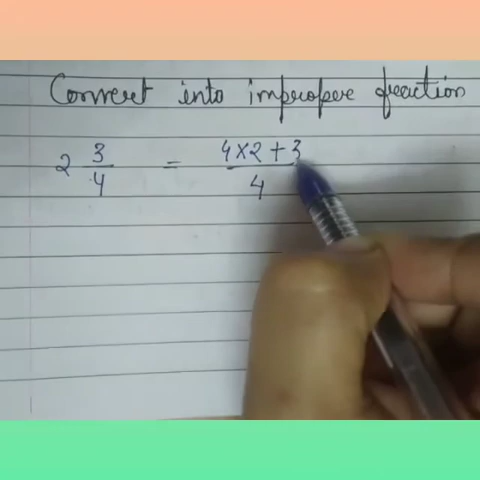 Convert into improper fraction
2 3/4 = 4×2+3/4